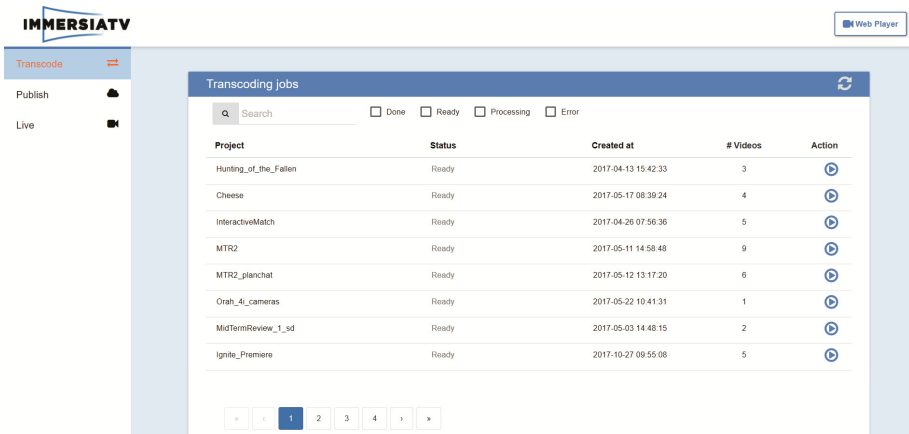 IMMERSIATV
Web Player
Transcode
Publish
Live
Transcoding jobs
Search Done Ready Processing Error
Project Status Created at # Videos Action
Hunting_of_the_Fallen Ready 2017-04-13 15:42:33 3
Cheese Ready 2017-05-17 08:39:24 4
InteractiveMatch Ready 2017-04-26 07:56:36 5
MTR2 Ready 2017-05-11 14:58:48 9
MTR2_planchat Ready 2017-05-12 13:17:20 6
Orah_4i_cameras Ready 2017-05-22 10:41:31 1
MidTermReview_1_sd Ready 2017-05-03 14:48:15 2
Ignite_Premiere Ready 2017-10-27 09:55:08 5
« ‹ 1 2 3 4 › »